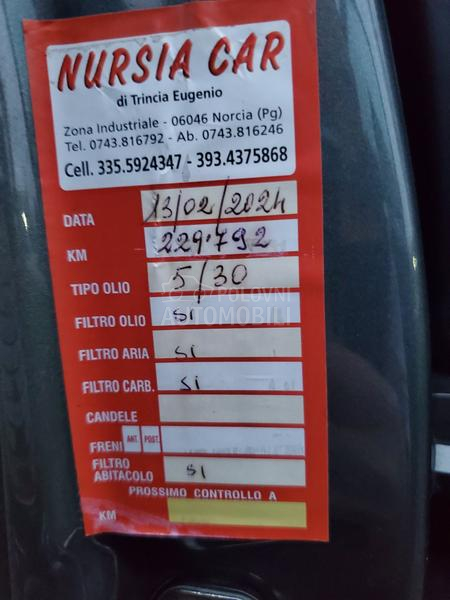 NURSIA CAR
di Trincia Eugenio
Zona Industriale - 06046 Norcia (Pg)
Tel. 0743.816792 - Ab. 0743.816246
Cell. 335.5924347 - 393.4375868
DATA 13/02/2024
KM 229.792
TIPO OLIO 5/30
FILTRO OLIO SI
POLOVNI
AUTOMOBILI
FILTRO ARIA SI
FILTRO CARB. SI
CANDELE
FRENI ANT. POST.
FILTRO
ABITACOLO SI
PROSSIMO CONTROLLO A
KM